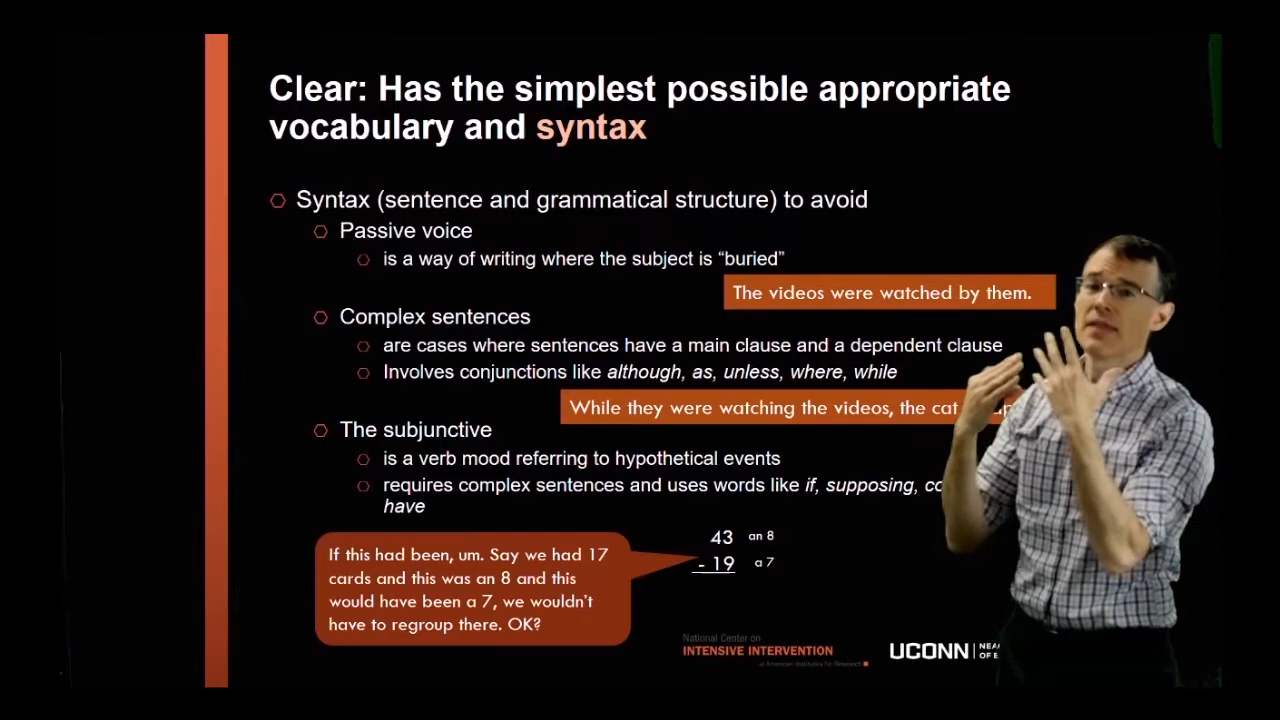 Clear: Has the simplest possible appropriate
vocabulary and syntax
Syntax (sentence and grammatical structure) to avoid
Passive voice
is a way of writing where the subject is “buried”
The videos were watched by them.
Complex sentences
are cases where sentences have a main clause and a dependent clause
Involves conjunctions like although, as, unless, where, while
While they were watching the videos, the cat
The subjunctive
is a verb mood referring to hypothetical events
requires complex sentences and uses words like if, supposing,
have
If this had been, um. Say we had 17
cards and this was an 8 and this
would have been a 7, we wouldn’t
have to regroup there. OK?
43 an 8
- 19 a 7
National Center on
INTENSIVE INTERVENTION
at American Institutes for Research
UCONN